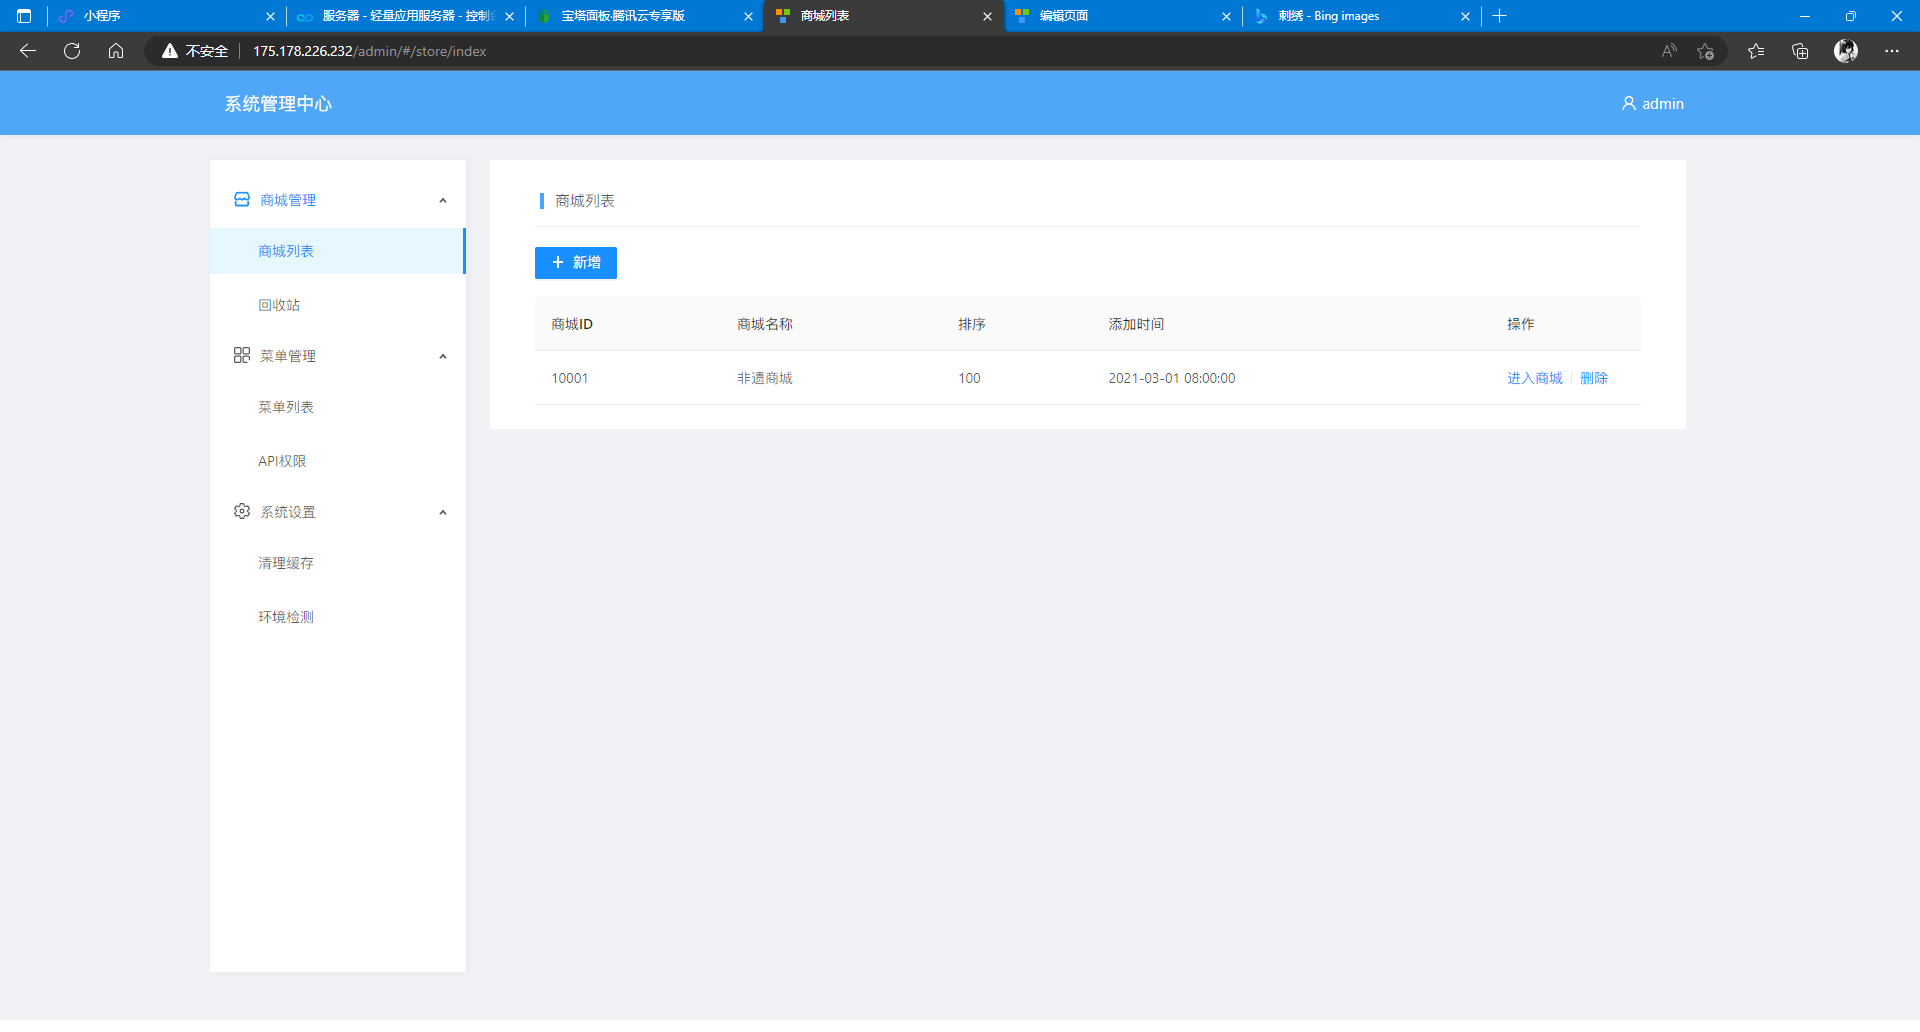 小程序
服务器 - 轻量应用服务器 - 控制
宝塔面板·腾讯云专享版
商城列表
编辑页面
刺绣 - Bing images
不安全
175.178.226.232/admin/#/store/index
系统管理中心
admin
商城管理
商城列表
回收站
菜单管理
菜单列表
API权限
系统设置
清理缓存
环境检测
商城列表
新增
商城ID 商城名称 排序 添加时间 操作
10001 非遗商城 100 2021-03-01 08:00:00 进入商城 删除